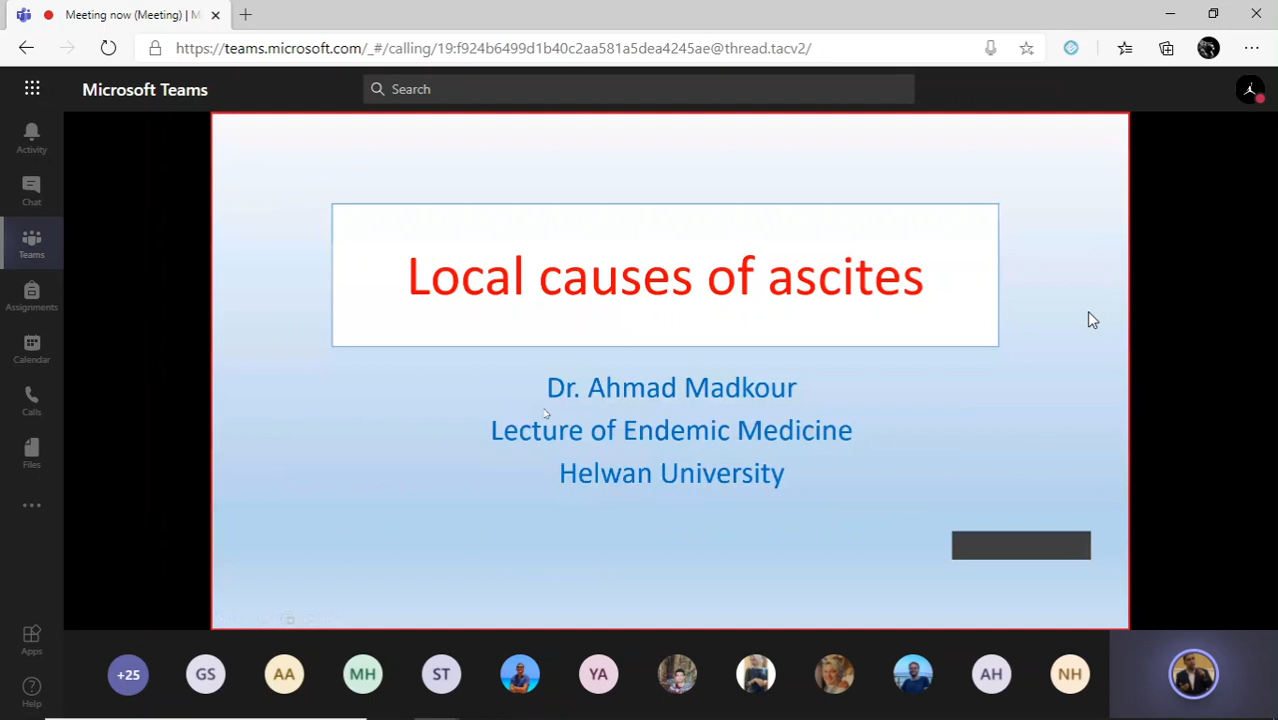 Meeting now (Meeting) | M
https://teams.microsoft.com/_#/calling/19:f924b6499d1b40c2aa581a5dea4245ae@thread.tacv2/
Microsoft Teams
Search
Activity
Chat
Teams
Assignments
Calendar
Calls
Files
Apps
Help
Local causes of ascites
Dr. Ahmad Madkour
Lecture of Endemic Medicine
Helwan University
+25
GS
AA
MH
ST
YA
AH
NH